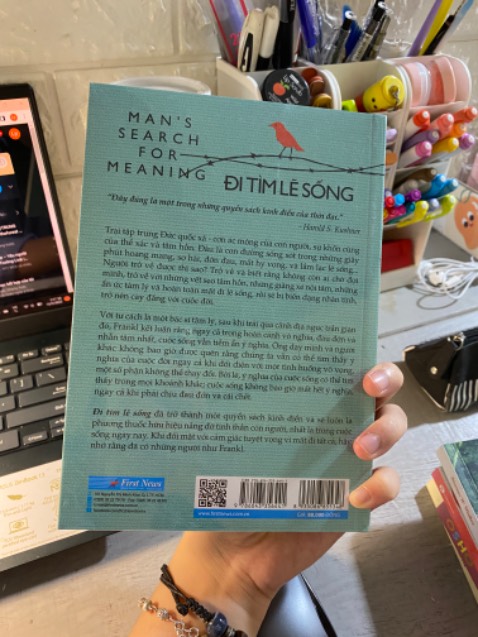 MAN'S
SEARCH
FOR
MEANING
ĐI TÌM LẼ SỐNG
"Đây đúng là một trong những quyển sách kinh điển của thời đại."
- Harold S. Kushner
Trại tập trung Đức quốc xã - cơn ác mộng của con người, sự khốn cùng
của thể xác và tâm hồn. Đâu là con đường sống sót trong những giây
phút hoang mang, sợ hãi, đớn đau, mất hy vọng, và lầm lạc lẽ sống...
Người trở về được thì sao? Trở về và biết rằng không còn ai chờ đợi
mình, trở về với những vết sẹo tâm hồn, những giằng xé nội tâm, những
ẩn ức tâm lý và hoàn toàn mất đi lẽ sống, rồi sẽ bị biến dạng nhân tính,
trở nên cay đắng với cuộc đời.
Với tư cách là một bác sĩ tâm lý, sau khi trải qua cảnh địa ngục trần gian
đó, Frankl kết luận rằng ngay cả trong hoàn cảnh vô nghĩa, đau đớn và
nhẫn tâm nhất, cuộc sống vẫn tiềm ẩn ý nghĩa. Ông dạy mình và người
khác không bao giờ được quên rằng chúng ta vẫn có thể tìm thấy ý
nghĩa của cuộc đời ngay cả khi đối diện với một tình huống vô vọng,
một số phận không thể thay đổi. Bởi lẽ, ý nghĩa của cuộc sống có thể tìm
thấy trong mọi khoảnh khắc; cuộc sống không bao giờ mất hết ý nghĩa,
ngay cả khi phải chịu đau đớn và cái chết.
Đi tìm lẽ sống đã trở thành một quyển sách kinh điển và sẽ luôn là
phương thuốc hữu hiệu nâng đỡ tinh thần con người, nhất là trong cuộc
sống ngày nay. Khi đối mặt với cảm giác tuyệt vọng vì mất đi tất cả, hãy
nhớ rằng đã có những người như Frankl.
First News
www.firstnews.com.vn